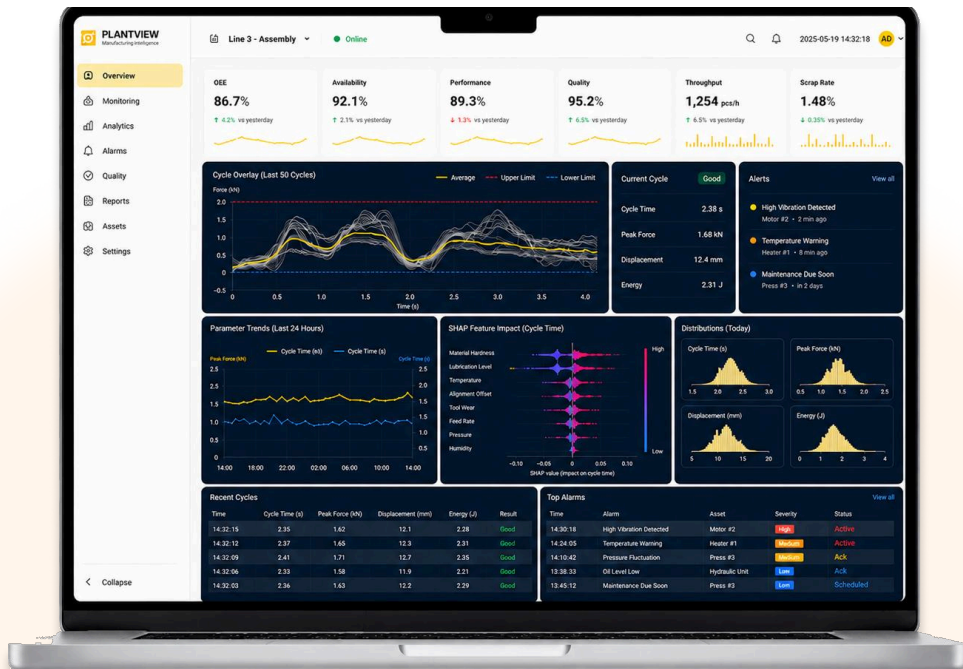 PLANTVIEW
Manufacturing Intelligence
Line 3 - Assembly
Online
2025-05-19 14:32:18
AD
Overview
Monitoring
Analytics
Alarms
Quality
Reports
Assets
Settings
Collapse
OEE
86.7%
↑ 4.2% vs yesterday
Availability
92.1%
↑ 2.1% vs yesterday
Performance
89.3%
↓ 1.3% vs yesterday
Quality
95.2%
↑ 6.5% vs yesterday
Throughput
1,254 pcs/h
↑ 6.5% vs yesterday
Scrap Rate
1.48%
↓ 0.35% vs yesterday
Cycle Overlay (Last 50 Cycles)
Average Upper Limit Lower Limit
Force (kN)
2.0
1.5
1.0
0.5
0
-0.5
0 0.5 1.0 1.5 2.0 2.5 3.0 3.5 4.0
Time (s)
Current Cycle Good
Cycle Time 2.38 s
Peak Force 1.68 kN
Displacement 12.4 mm
Energy 2.31 J
Alerts View all
High Vibration Detected
Motor #2 • 2 min ago
Temperature Warning
Heater #1 • 8 min ago
Maintenance Due Soon
Press #3 • in 2 days
Parameter Trends (Last 24 Hours)
Cycle Time Cycle Time (s)
Peak Force (kN) Cycle Time (s)
2.5
2.5
1.5
1.0
0.5
0
2.5
2.0
1.5
1.0
0.5
14:00 18:00 22:00 02:00 06:00 10:00 14:00
SHAP Feature Impact (Cycle Time)
Material Hardness
Lubrication Level
Temperature
Alignment Offset
Tool Wear
Feed Rate
Pressure
Humidity
High
Low
-0.10 -0.05 0 0.05 0.10
SHAP value (impact on cycle time)
Distributions (Today)
Cycle Time (s)
1.5 2.0 2.5 3.0
Peak Force (kN)
0.5 1.0 1.5 2.0 2.5
Displacement (mm)
5 10 15 20
Energy (J)
0 1 2 3 4
Recent Cycles
Time Cycle Time (s) Peak Force (kN) Displacement (mm) Energy (J) Result
14:32:15 2.35 1.62 12.1 2.28 Good
14:32:12 2.37 1.65 12.3 2.31 Good
14:32:09 2.41 1.71 12.7 2.35 Good
14:32:06 2.33 1.58 11.9 2.21 Good
14:32:03 2.36 1.63 12.2 2.29 Good
Top Alarms View all
Time Alarm Asset Severity Status
14:30:18 High Vibration Detected Motor #2 High Active
14:24:05 Temperature Warning Heater #1 Medium Active
14:10:42 Pressure Fluctuation Press #3 Medium Ack
13:38:33 Oil Level Low Hydraulic Unit Low Ack
13:45:12 Maintenance Due Soon Press #3 Low Scheduled